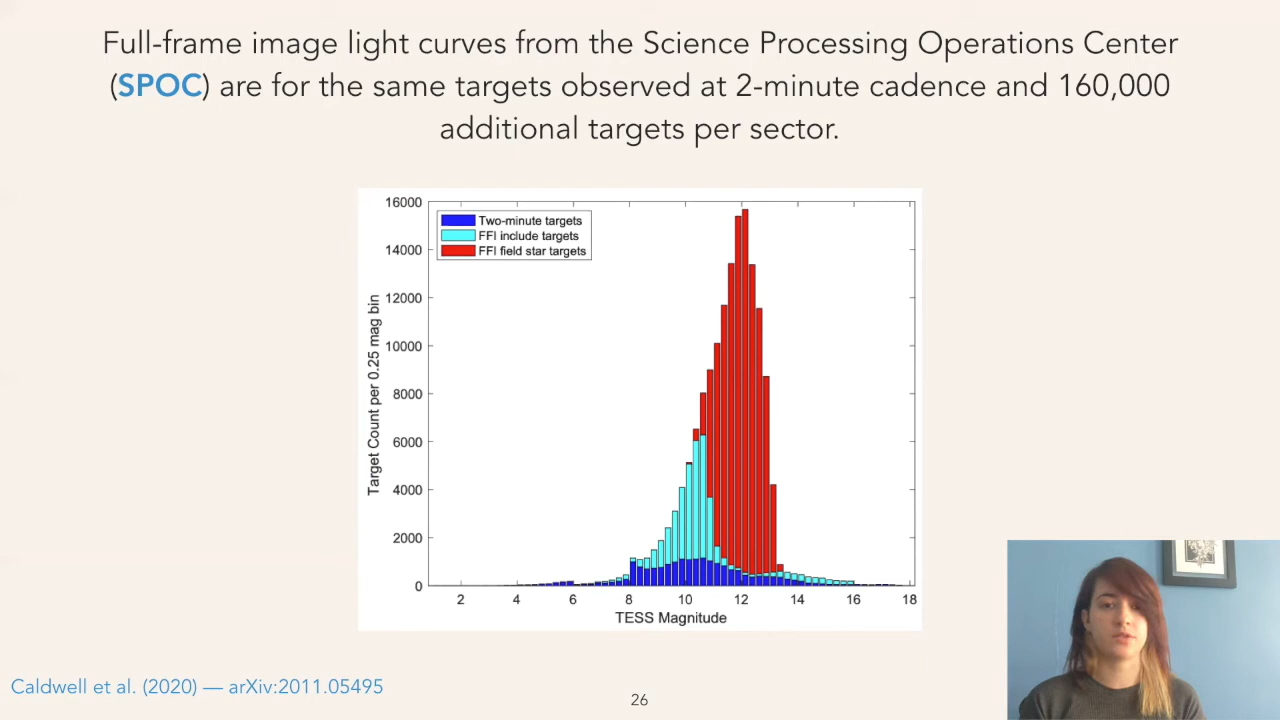 Full-frame image light curves from the Science Processing Operations Center
(SPOC) are for the same targets observed at 2-minute cadence and 160,000
additional targets per sector.
16000
14000
12000
10000
8000
6000
4000
2000
0
Target Count per 0.25 mag bin
Two-minute targets
FFI include targets
FFI field star targets
2 4 6 8 10 12 14 16 18
TESS Magnitude
Caldwell et al. (2020) — arXiv:2011.05495
26